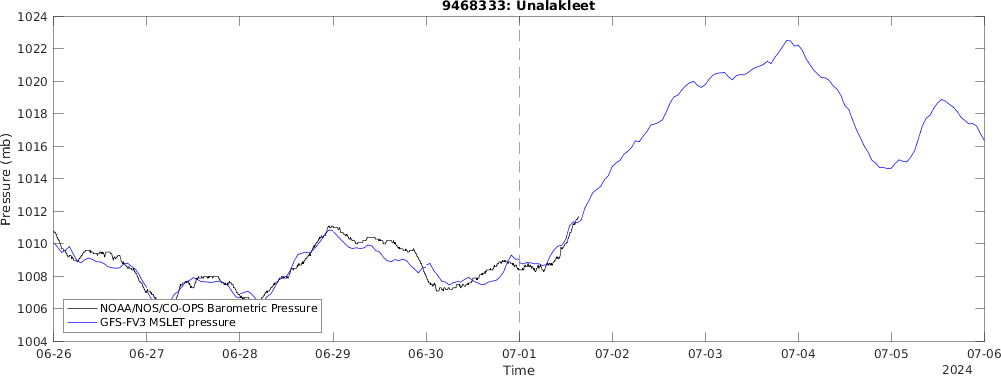 9468333: Unalakleet
Pressure (mb)
1024
1022
1020
1018
1016
1014
1012
1010
1008
1006
1004
NOAA/NOS/CO-OPS Barometric Pressure
GFS-FV3 MSLET pressure
06-26 06-27 06-28 06-29 06-30 07-01 07-02 07-03 07-04 07-05 07-06
Time
2024